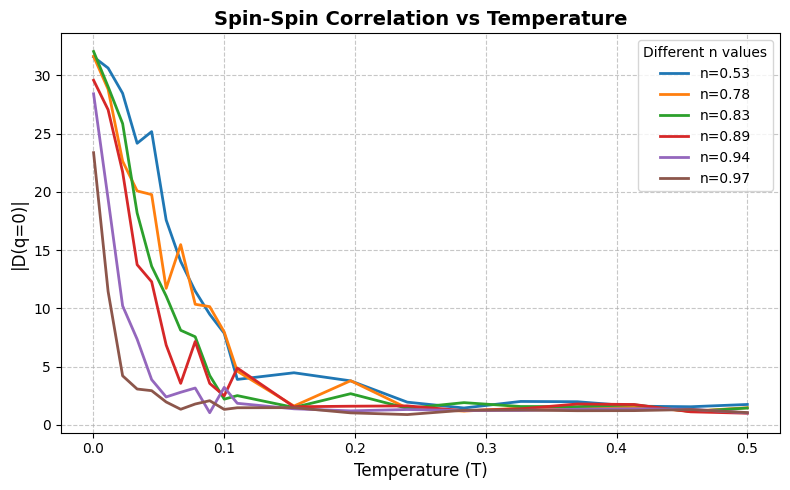 Spin-Spin Correlation vs Temperature
Different n values
n=0.53
n=0.78
n=0.83
n=0.89
n=0.94
n=0.97
|D(q=0)|
30
25
20
15
10
5
0
0.0 0.1 0.2 0.3 0.4 0.5
Temperature (T)